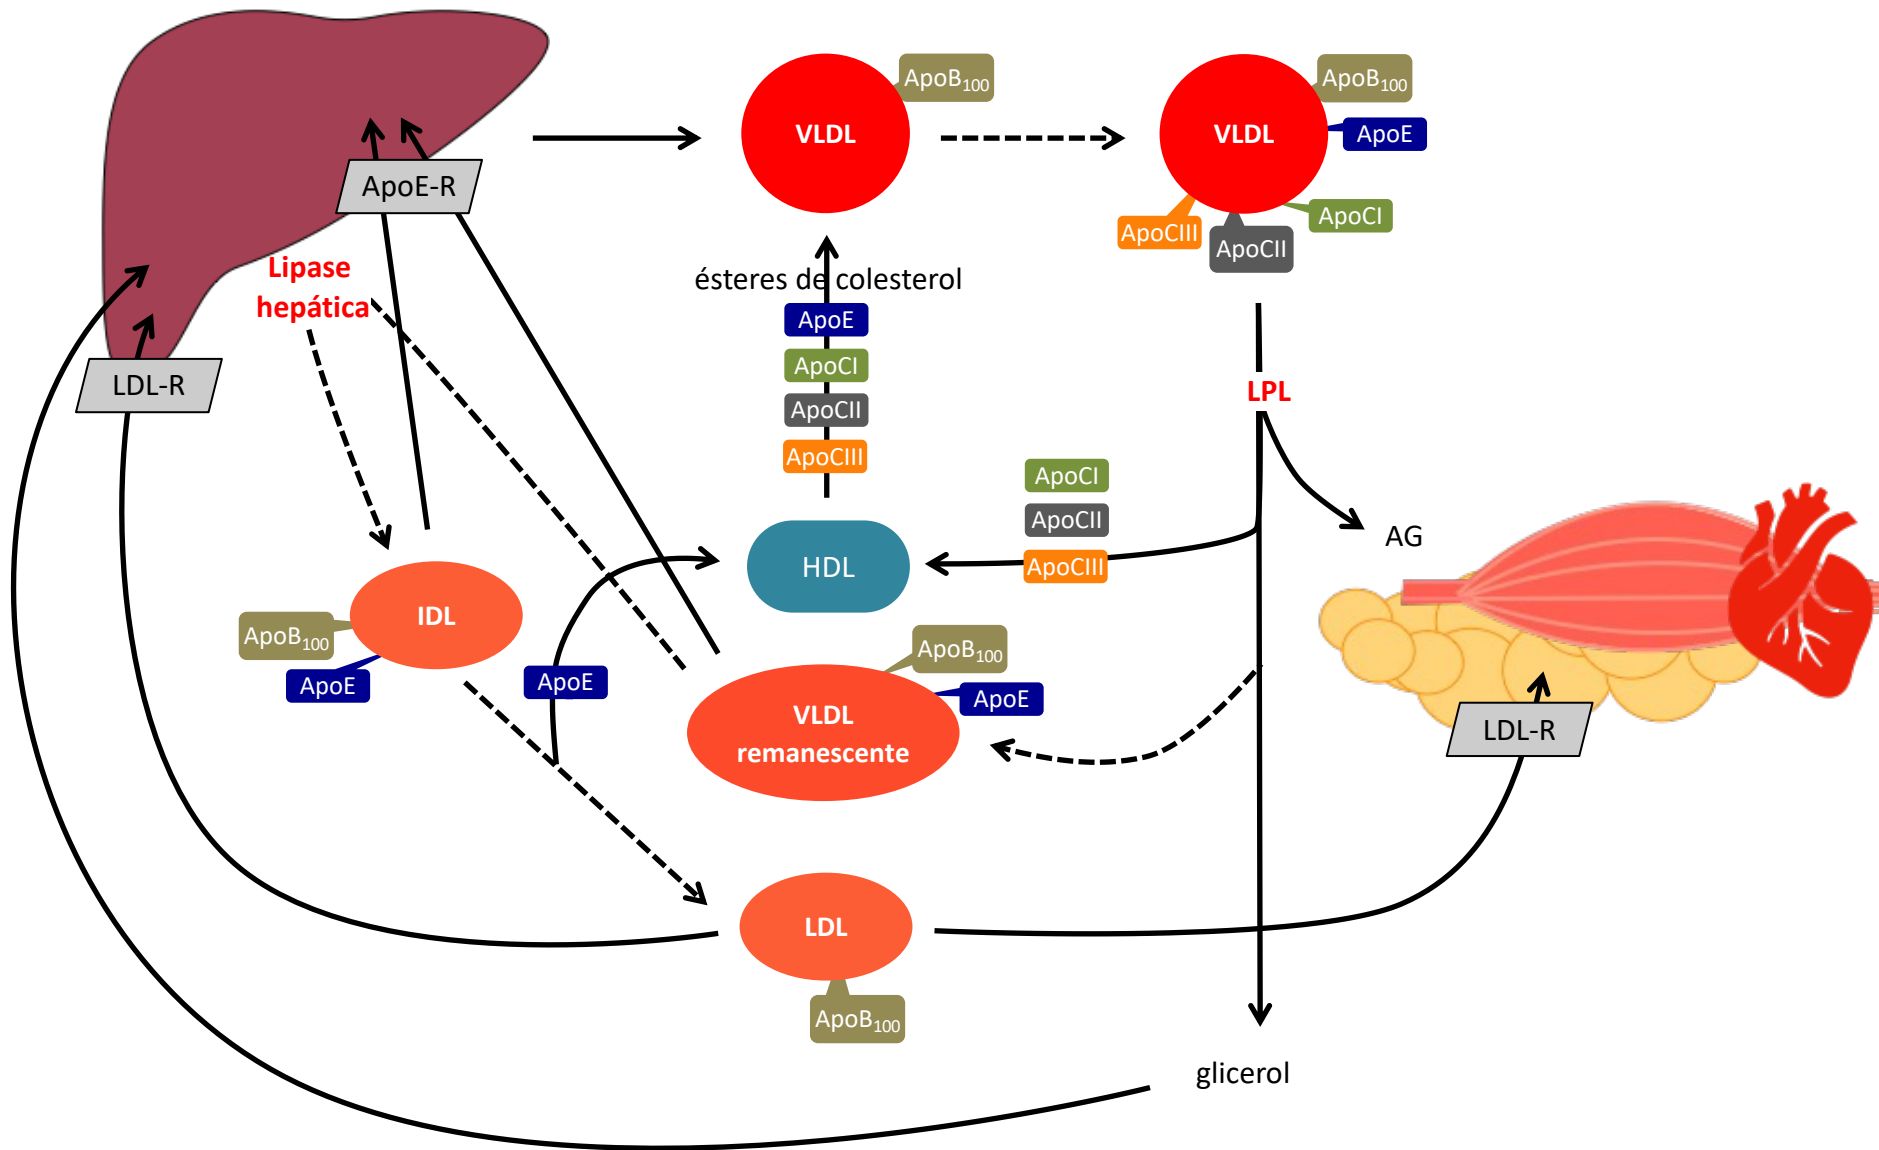 ApoB₁₀₀
VLDL
ApoB₁₀₀
VLDL
ApoE
ApoE-R
ApoCI
ApoCIII
ApoCII
Lipase
hepática
ésteres de colesterol
ApoE
ApoCI
ApoCII
ApoCIII
LDL-R
LPL
ApoCI
ApoCII
ApoCIII
AG
HDL
IDL
ApoB₁₀₀
ApoE
ApoE
ApoB₁₀₀
ApoE
VLDL
remanescente
LDL-R
LDL
ApoB₁₀₀
glicerol